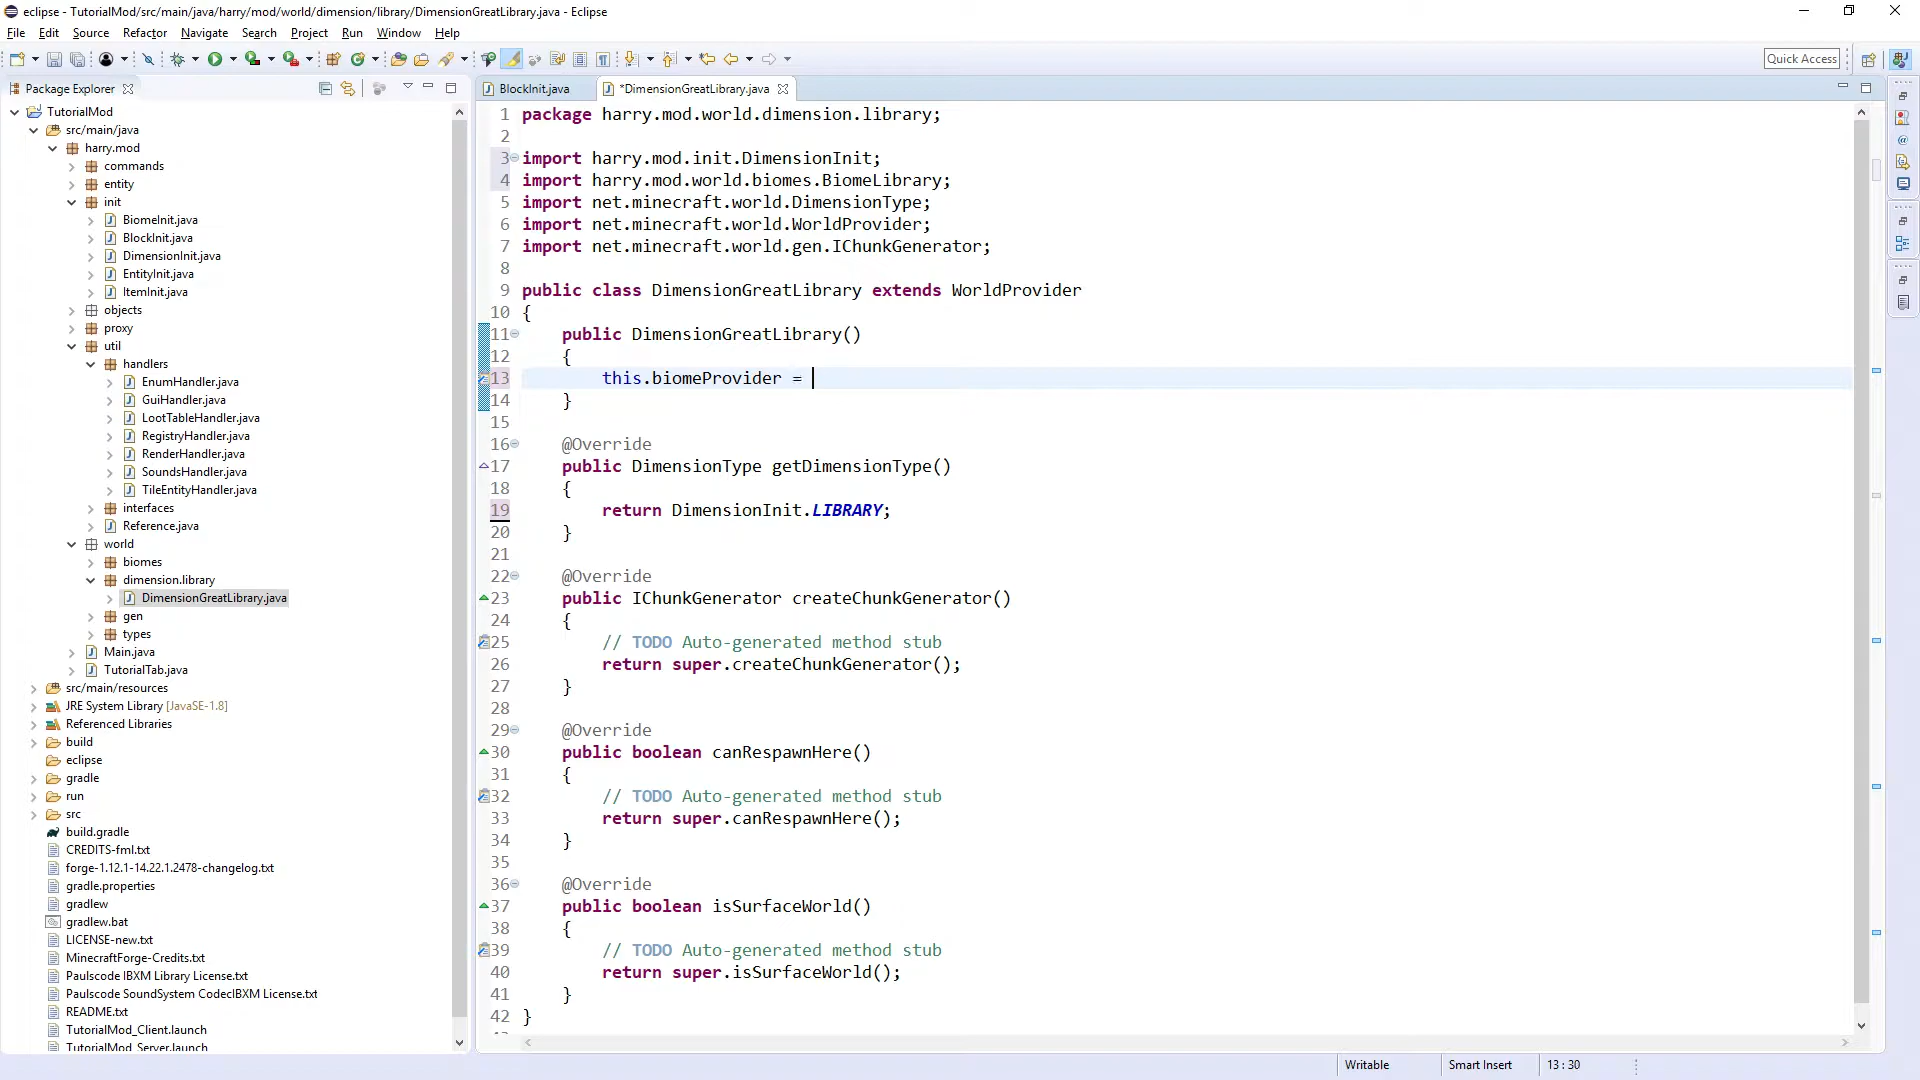 eclipse - TutorialMod/src/main/java/harry/mod/world/dimension/library/DimensionGreatLibrary.java - Eclipse
File Edit Source Refactor Navigate Search Project Run Window Help
Quick Access
Package Explorer
TutorialMod
src/main/java
harry.mod
commands
entity
init
BiomeInit.java
BlockInit.java
DimensionInit.java
EntityInit.java
ItemInit.java
objects
proxy
util
handlers
EnumHandler.java
GuiHandler.java
LootTableHandler.java
RegistryHandler.java
RenderHandler.java
SoundsHandler.java
TileEntityHandler.java
interfaces
Reference.java
world
biomes
dimension.library
DimensionGreatLibrary.java
gen
types
Main.java
TutorialTab.java
src/main/resources
JRE System Library [JavaSE-1.8]
Referenced Libraries
build
eclipse
gradle
run
src
build.gradle
CREDITS-fml.txt
forge-1.12.1-14.22.1.2478-changelog.txt
gradle.properties
gradlew
gradlew.bat
LICENSE-new.txt
MinecraftForge-Credits.txt
Paulscode IBXM Library License.txt
Paulscode SoundSystem CodecIBXM License.txt
README.txt
TutorialMod_Client.launch
TutorialMod_Server.launch
BlockInit.java *DimensionGreatLibrary.java
1 package harry.mod.world.dimension.library;
2
3 import harry.mod.init.DimensionInit;
4 import harry.mod.world.biomes.BiomeLibrary;
5 import net.minecraft.world.DimensionType;
6 import net.minecraft.world.WorldProvider;
7 import net.minecraft.world.gen.IChunkGenerator;
8
9 public class DimensionGreatLibrary extends WorldProvider
10 {
11 public DimensionGreatLibrary()
12 {
13 this.biomeProvider =
14 }
15
16 @Override
17 public DimensionType getDimensionType()
18 {
19 return DimensionInit.LIBRARY;
20 }
21
22 @Override
23 public IChunkGenerator createChunkGenerator()
24 {
25 // TODO Auto-generated method stub
26 return super.createChunkGenerator();
27 }
28
29 @Override
30 public boolean canRespawnHere()
31 {
32 // TODO Auto-generated method stub
33 return super.canRespawnHere();
34 }
35
36 @Override
37 public boolean isSurfaceWorld()
38 {
39 // TODO Auto-generated method stub
40 return super.isSurfaceWorld();
41 }
42 }
Writable Smart Insert 13 : 30